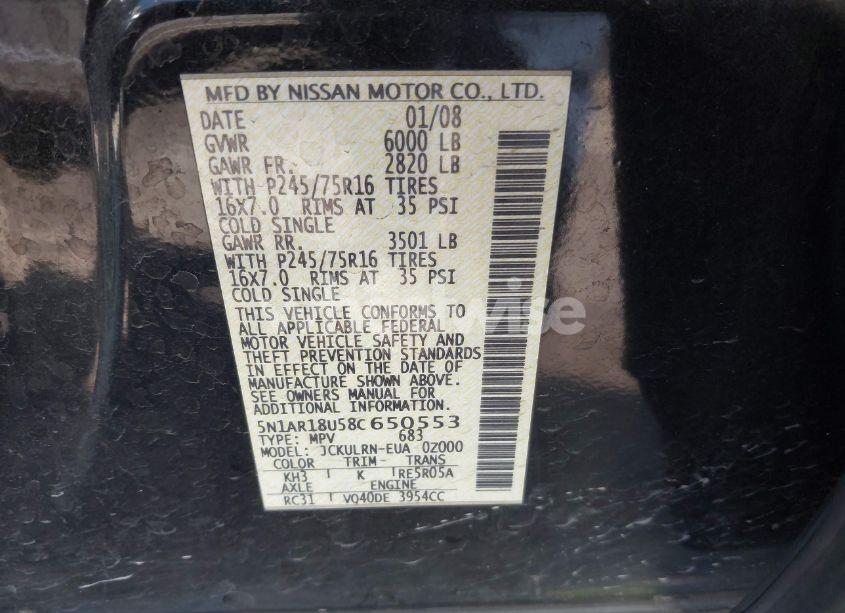 MFD BY NISSAN MOTOR CO., LTD.
DATE 01/08
GVWR 6000 LB
GAWR FR. 2820 LB
WITH P245/75R16 TIRES
16X7.0 RIMS AT 35 PSI
COLD SINGLE
GAWR RR. 3501 LB
WITH P245/75R16 TIRES
16X7.0 RIMS AT 35 PSI
COLD SINGLE
THIS VEHICLE CONFORMS TO
ALL APPLICABLE FEDERAL
MOTOR VEHICLE SAFETY AND
THEFT PREVENTION STANDARDS
IN EFFECT ON THE DATE OF
MANUFACTURE SHOWN ABOVE.
SEE OWNERS MANUAL FOR
ADDITIONAL INFORMATION.
5N1AR18U58C650553
TYPE: MPV 683
MODEL: JCKULRN-EUA 0Z000
COLOR TRIM- TRANS
KH3 K RE5R05A
AXLE ENGINE
RC31 VQ40DE 3954CC